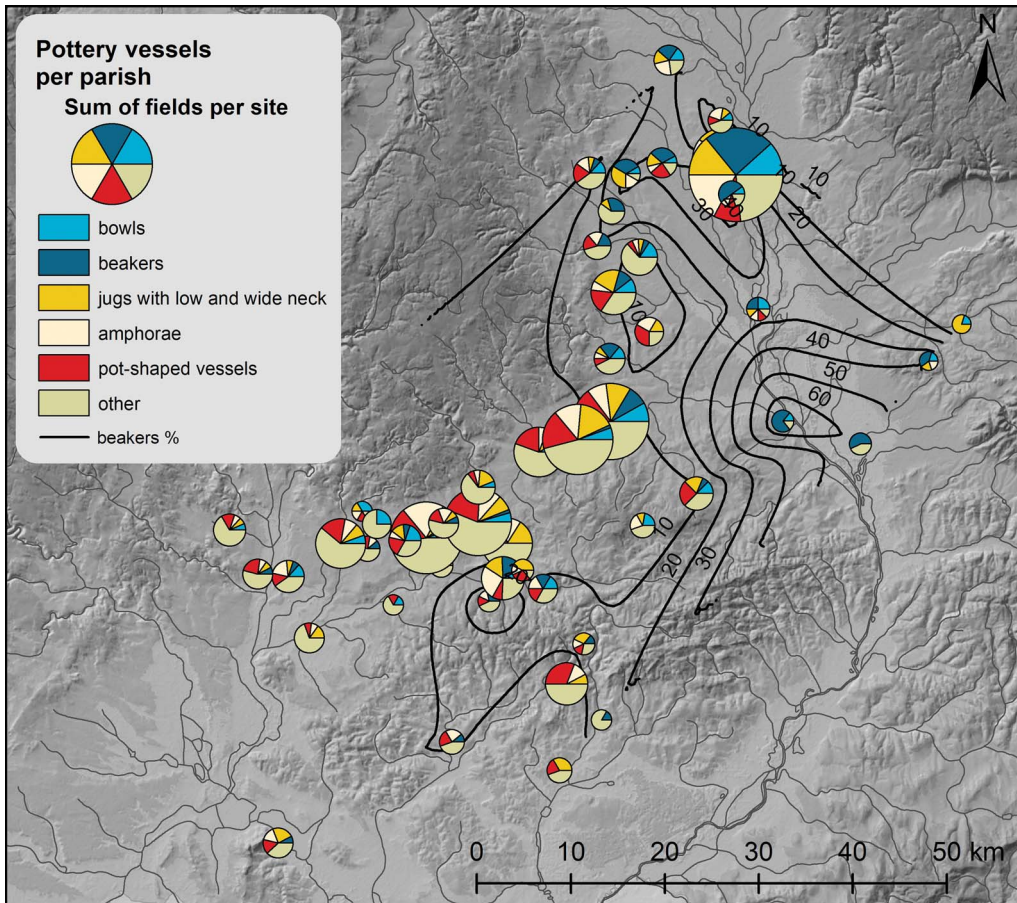 Pottery vessels
per parish
Sum of fields per site
bowls
beakers
jugs with low and wide neck
amphorae
pot-shaped vessels
other
beakers %
N
10
10
10
20
30
10
40
50
60
10
20
30
0 10 20 30 40 50 km